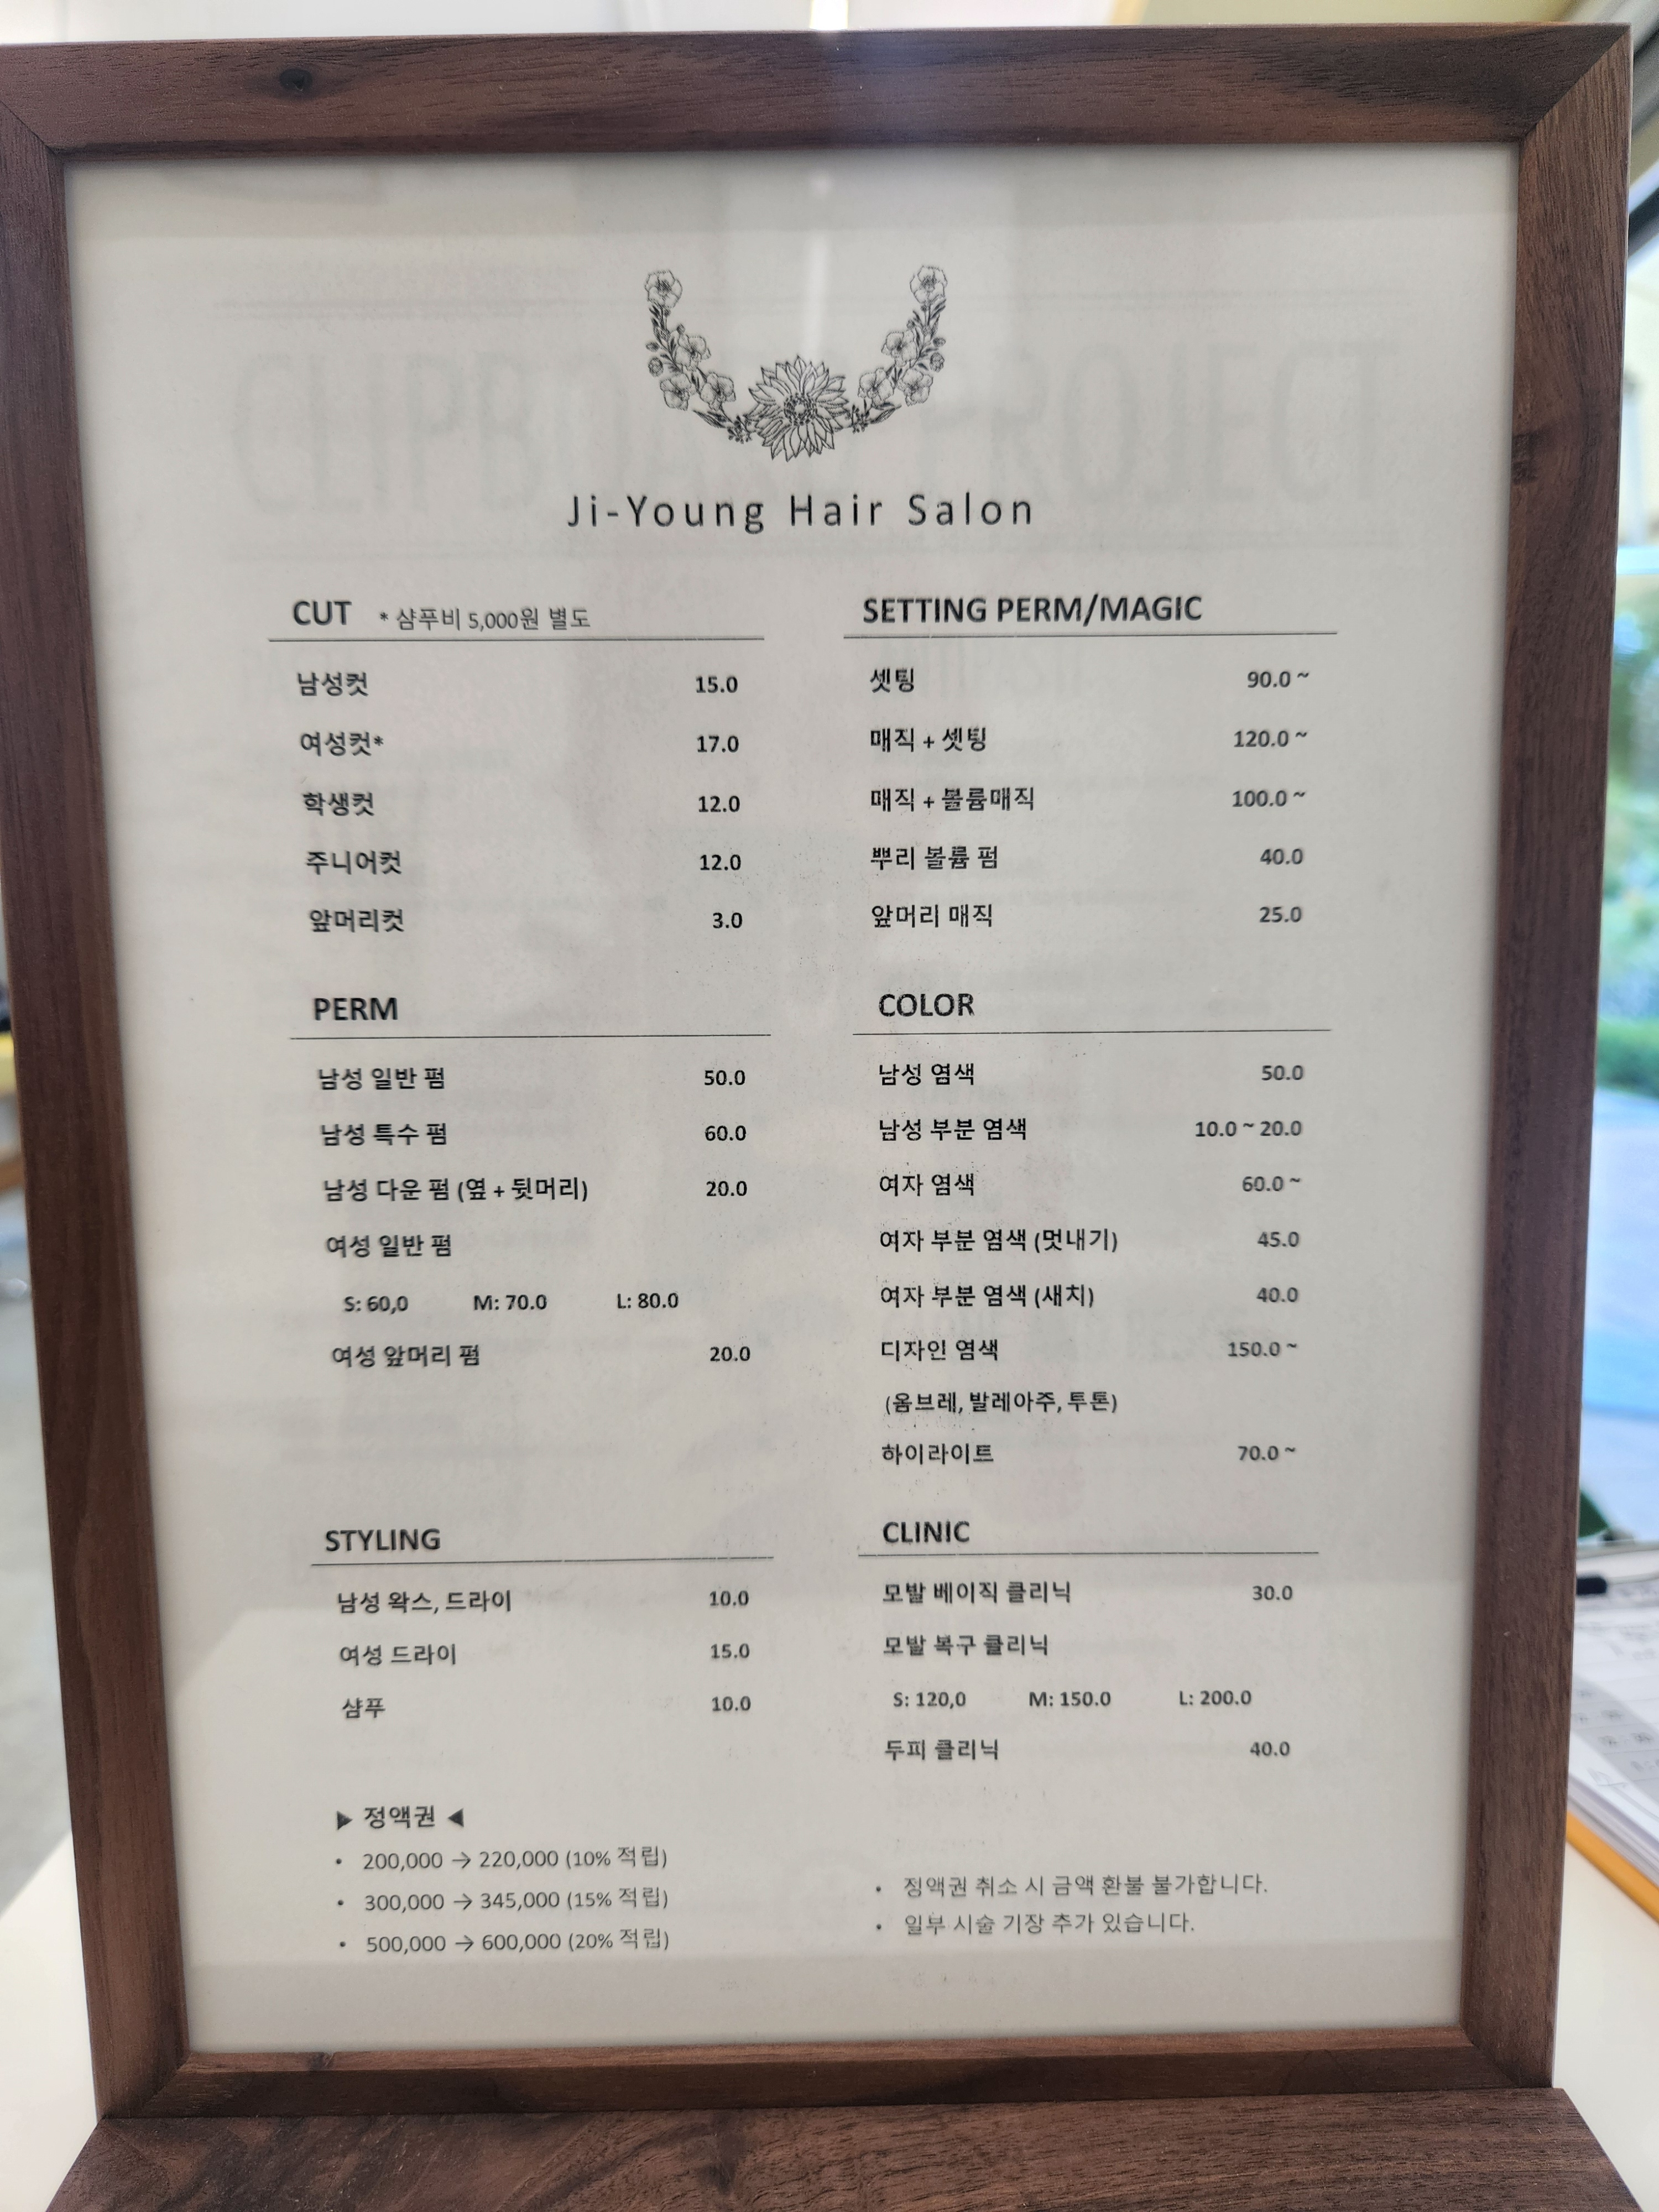 Ji-Young Hair Salon
CUT * 샴푸비 5,000원 별도
남성컷 15.0
여성컷* 17.0
학생컷 12.0
주니어컷 12.0
앞머리컷 3.0
PERM
남성 일반 펌 50.0
남성 특수 펌 60.0
남성 다운 펌 (옆 + 뒷머리) 20.0
여성 일반 펌
S: 60,0 M: 70.0 L: 80.0
여성 앞머리 펌 20.0
STYLING
남성 왁스, 드라이 10.0
여성 드라이 15.0
샴푸 10.0
▶ 정액권 ◀
• 200,000 → 220,000 (10% 적립)
• 300,000 → 345,000 (15% 적립)
• 500,000 → 600,000 (20% 적립)
SETTING PERM/MAGIC
셋팅 90.0 ~
매직 + 셋팅 120.0 ~
매직 + 볼륨매직 100.0 ~
뿌리 볼륨 펌 40.0
앞머리 매직 25.0
COLOR
남성 염색 50.0
남성 부분 염색 10.0 ~ 20.0
여자 염색 60.0 ~
여자 부분 염색 (멋내기) 45.0
여자 부분 염색 (새치) 40.0
디자인 염색 150.0 ~
(옴브레, 발레아주, 투톤)
하이라이트 70.0 ~
CLINIC
모발 베이직 클리닉 30.0
모발 복구 클리닉
S: 120,0 M: 150.0 L: 200.0
두피 클리닉 40.0
• 정액권 취소 시 금액 환불 불가합니다.
• 일부 시술 기장 추가 있습니다.